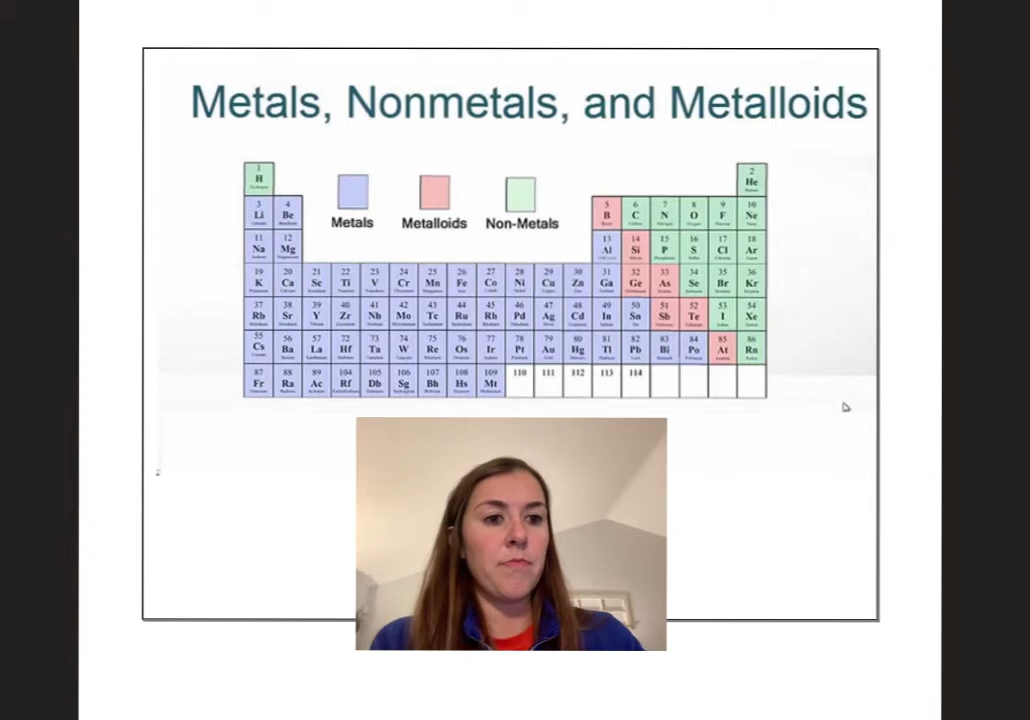 Metals, Nonmetals, and Metalloids
1 2
H He
Metals Metalloids Non-Metals
3 4 5 6 7 8 9 10
Li Be B C N O F Ne
11 12 13 14 15 16 17 18
Na Mg Al Si P S Cl Ar
19 20 21 22 23 24 25 26 27 28 29 30 31 32 33 34 35 36
K Ca Sc Ti V Cr Mn Fe Co Ni Cu Zn Ga Ge As Se Br Kr
37 38 39 40 41 42 43 44 45 46 47 48 49 50 51 52 53 54
Rb Sr Y Zr Nb Mo Tc Ru Rh Pd Ag Cd In Sn Sb Te I Xe
55 56 57 72 73 74 75 76 77 78 79 80 81 82 83 84 85 86
Cs Ba La Hf Ta W Re Os Ir Pt Au Hg Tl Pb Bi Po At Rn
87 88 89 104 105 106 107 108 109 110 111 112 113 114
Fr Ra Ac Rf Db Sg Bh Hs Mt